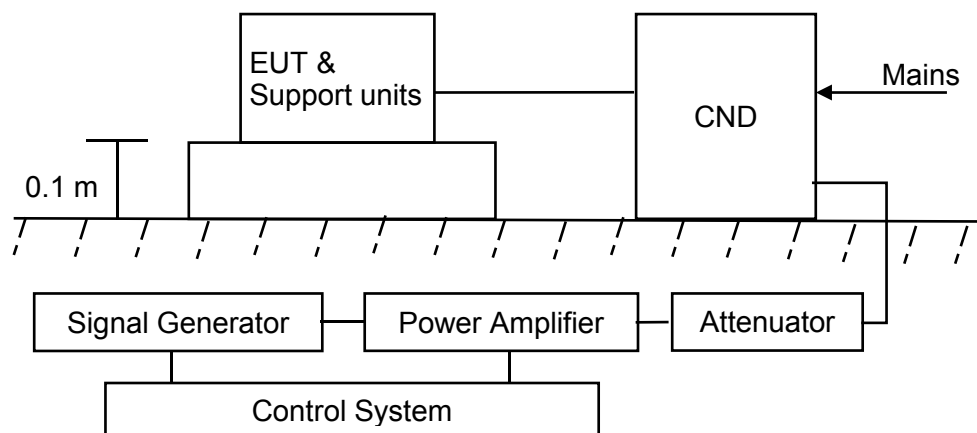 EUT &
Support units
Mains
CND
0.1 m
Signal Generator
Power Amplifier
Attenuator
Control System